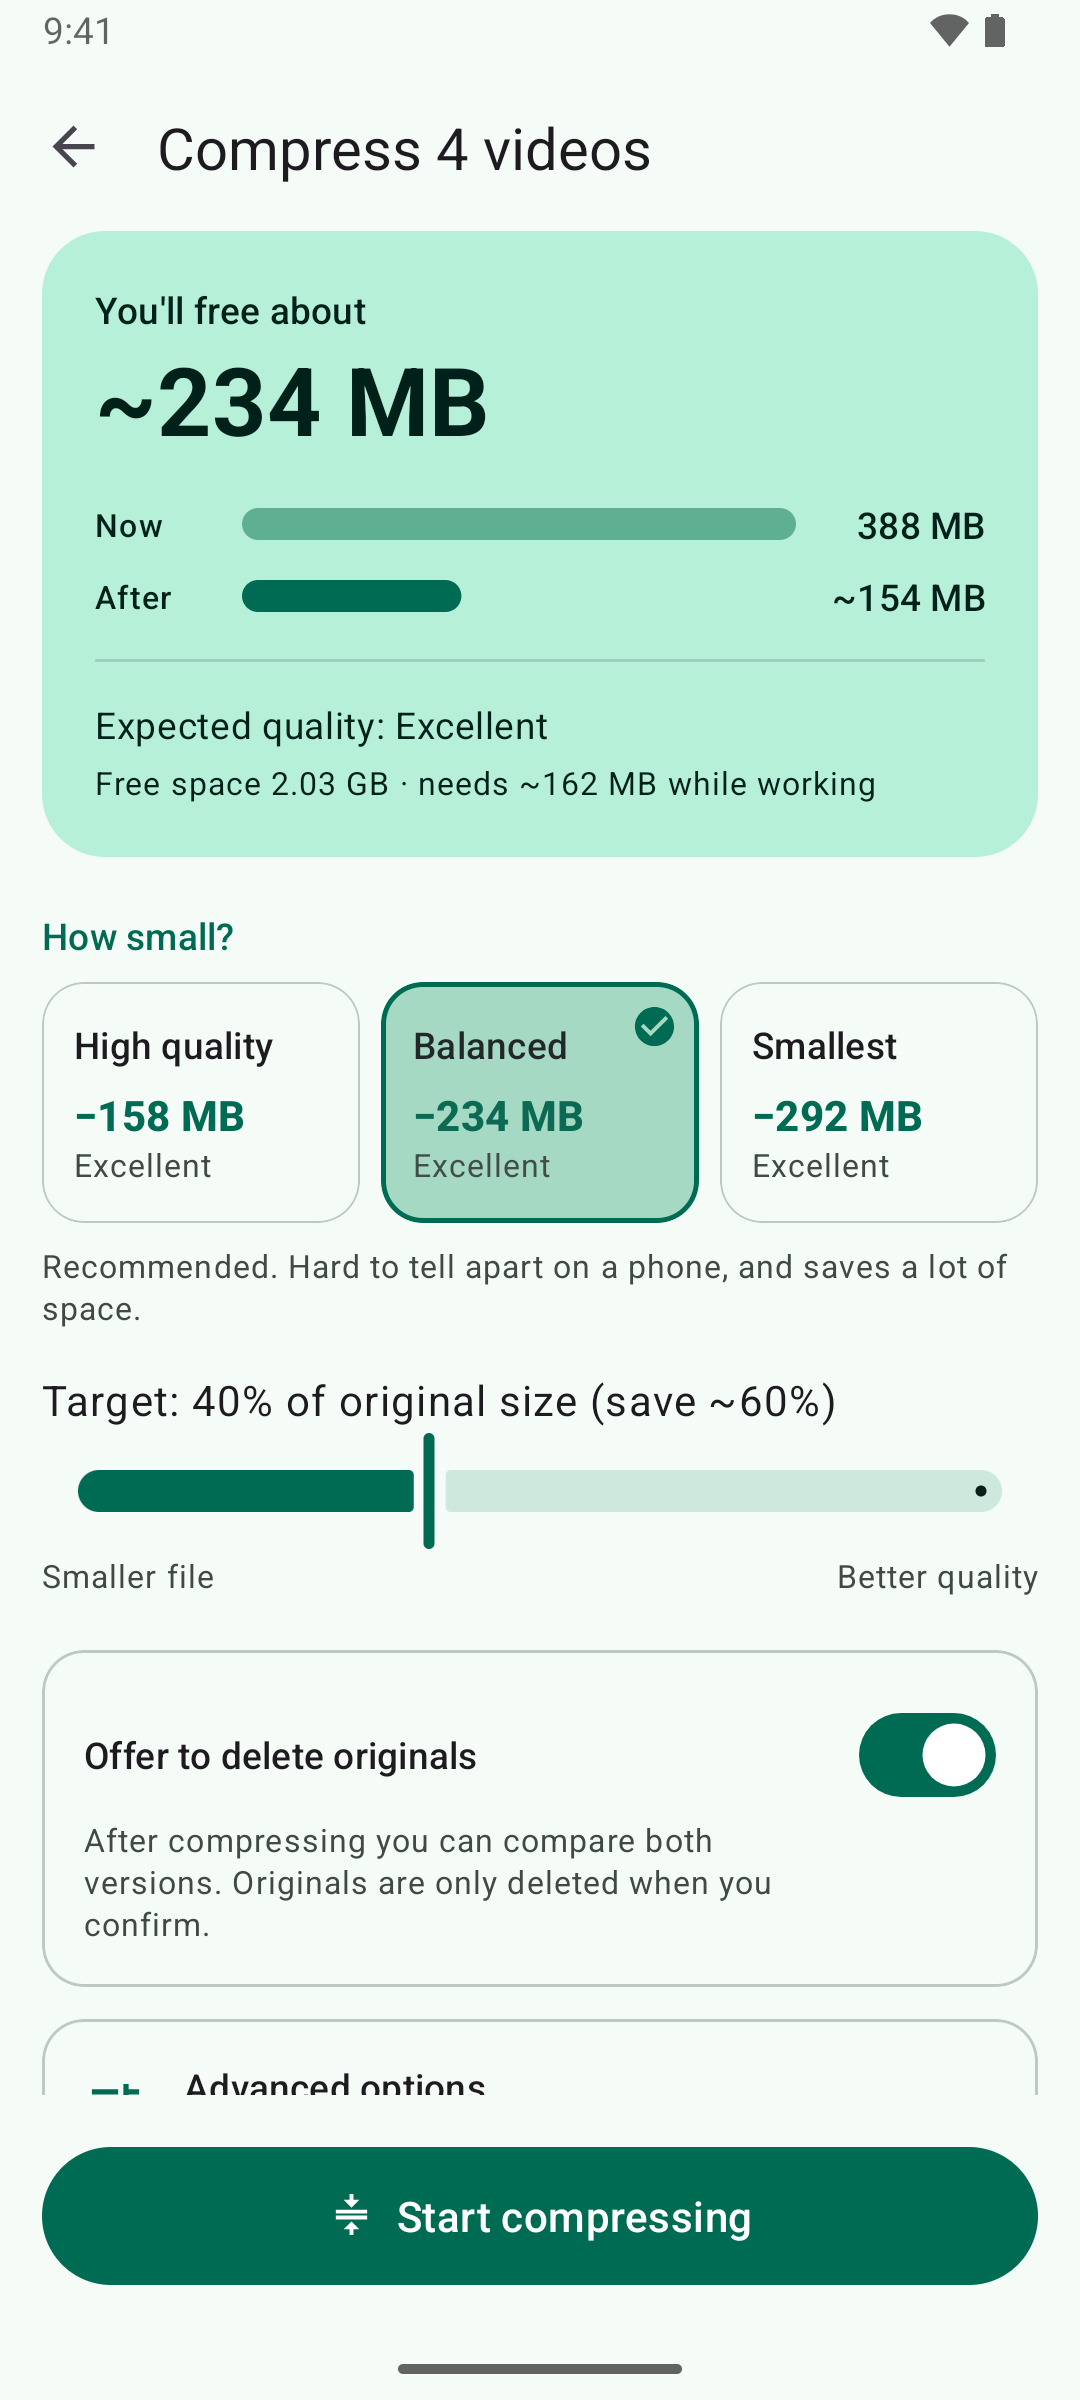 9:41
Compress 4 videos
You'll free about
~234 MB
Now 388 MB
After ~154 MB
Expected quality: Excellent
Free space 2.03 GB · needs ~162 MB while working
How small?
High quality
−158 MB
Excellent
Balanced
−234 MB
Excellent
Smallest
−292 MB
Excellent
Recommended. Hard to tell apart on a phone, and saves a lot of
space.
Target: 40% of original size (save ~60%)
Smaller file
Better quality
Offer to delete originals
After compressing you can compare both
versions. Originals are only deleted when you
confirm.
Advanced options
Start compressing